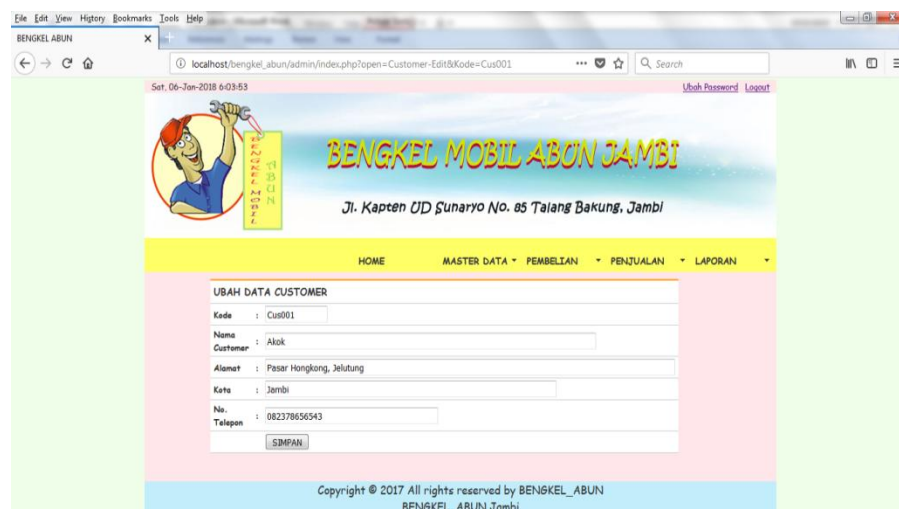 File Edit View History Bookmarks Tools Help
BENGKEL ABUN
localhost/bengkel_abun/admin/index.php?open=Customer-Edit&Kode=Cus001
Search
Sat, 06-Jan-2018 6:03:53
Ubah Password Logout
BENGKEL MOBIL
ABUN
BENGKEL MOBIL ABUN JAMBI
Jl. Kapten UD Sunaryo No. 85 Talang Bakung, Jambi
HOME MASTER DATA PEMBELIAN PENJUALAN LAPORAN
UBAH DATA CUSTOMER
Kode : Cus001
Nama Customer : Akok
Alamat : Pasar Hongkong, Jelutung
Kota : Jambi
No. Telepon : 082378656543
SIMPAN
Copyright © 2017 All rights reserved by BENGKEL_ABUN
BENGKEL_ABUN Jambi